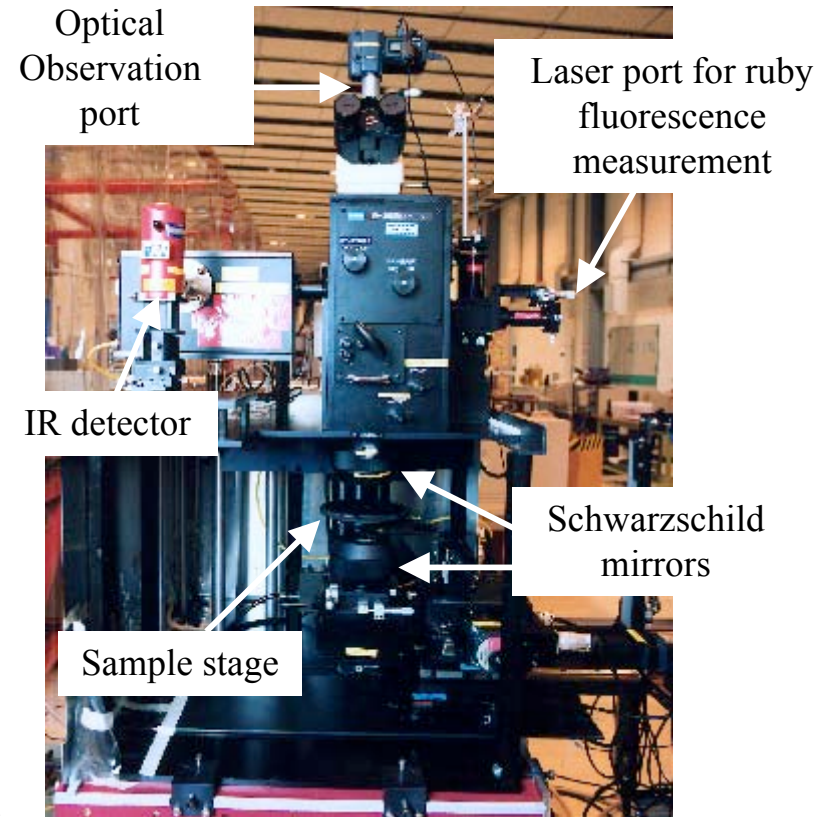 Optical
Observation
port
Laser port for ruby
fluorescence
measurement
IR detector
Schwarzschild
mirrors
Sample stage